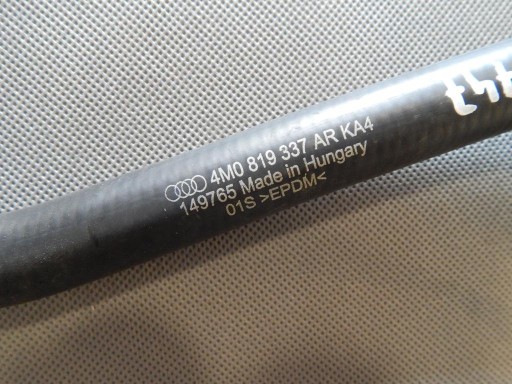 4M0 819 337 AR KA4
149765 Made in Hungary
01S >EPDM<